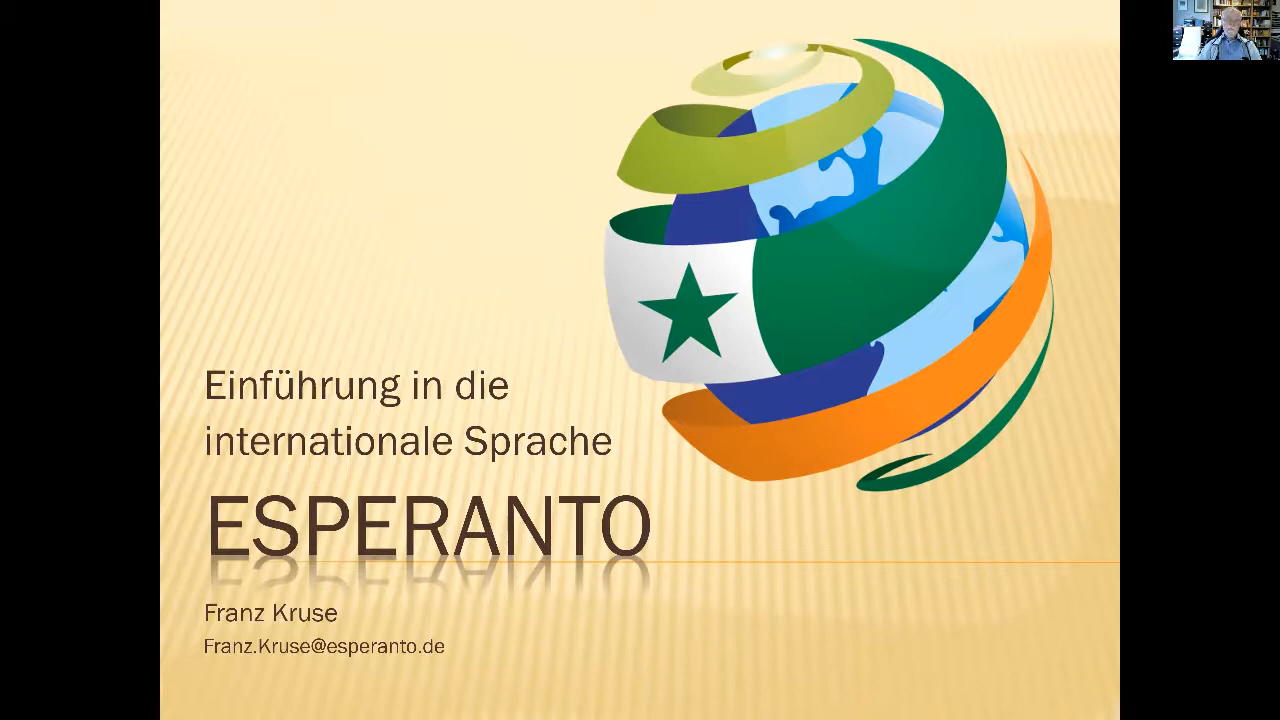 Einführung in die
internationale Sprache
ESPERANTO
Franz Kruse
Franz.Kruse@esperanto.de